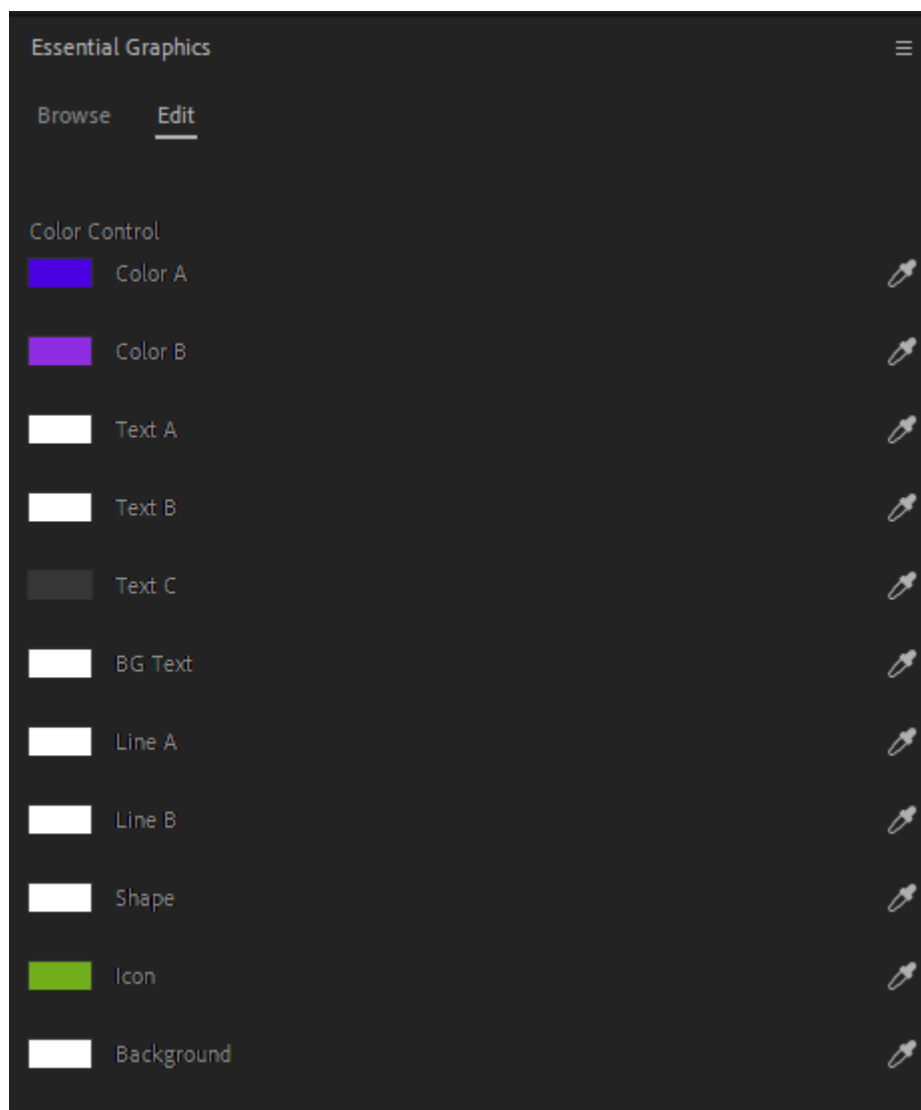 Essential Graphics
Browse Edit
Color Control
Color A
Color B
Text A
Text B
Text C
BG Text
Line A
Line B
Shape
Icon
Background